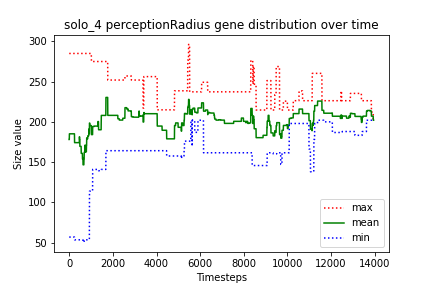 solo_4 perceptionRadius gene distribution over time
Size value
300
250
200
150
100
50
0
2000
4000
6000
8000
10000
12000
14000
Timesteps
max
mean
min